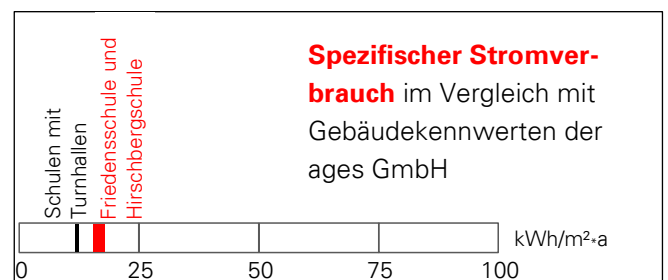 Spezifischer Stromver-
brauch im Vergleich mit
Gebäudekennwerten der
ages GmbH
Schulen mit
Turnhallen
Friedensschule und
Hirschbergschule
0 25 50 75 100
kWh/m²*a